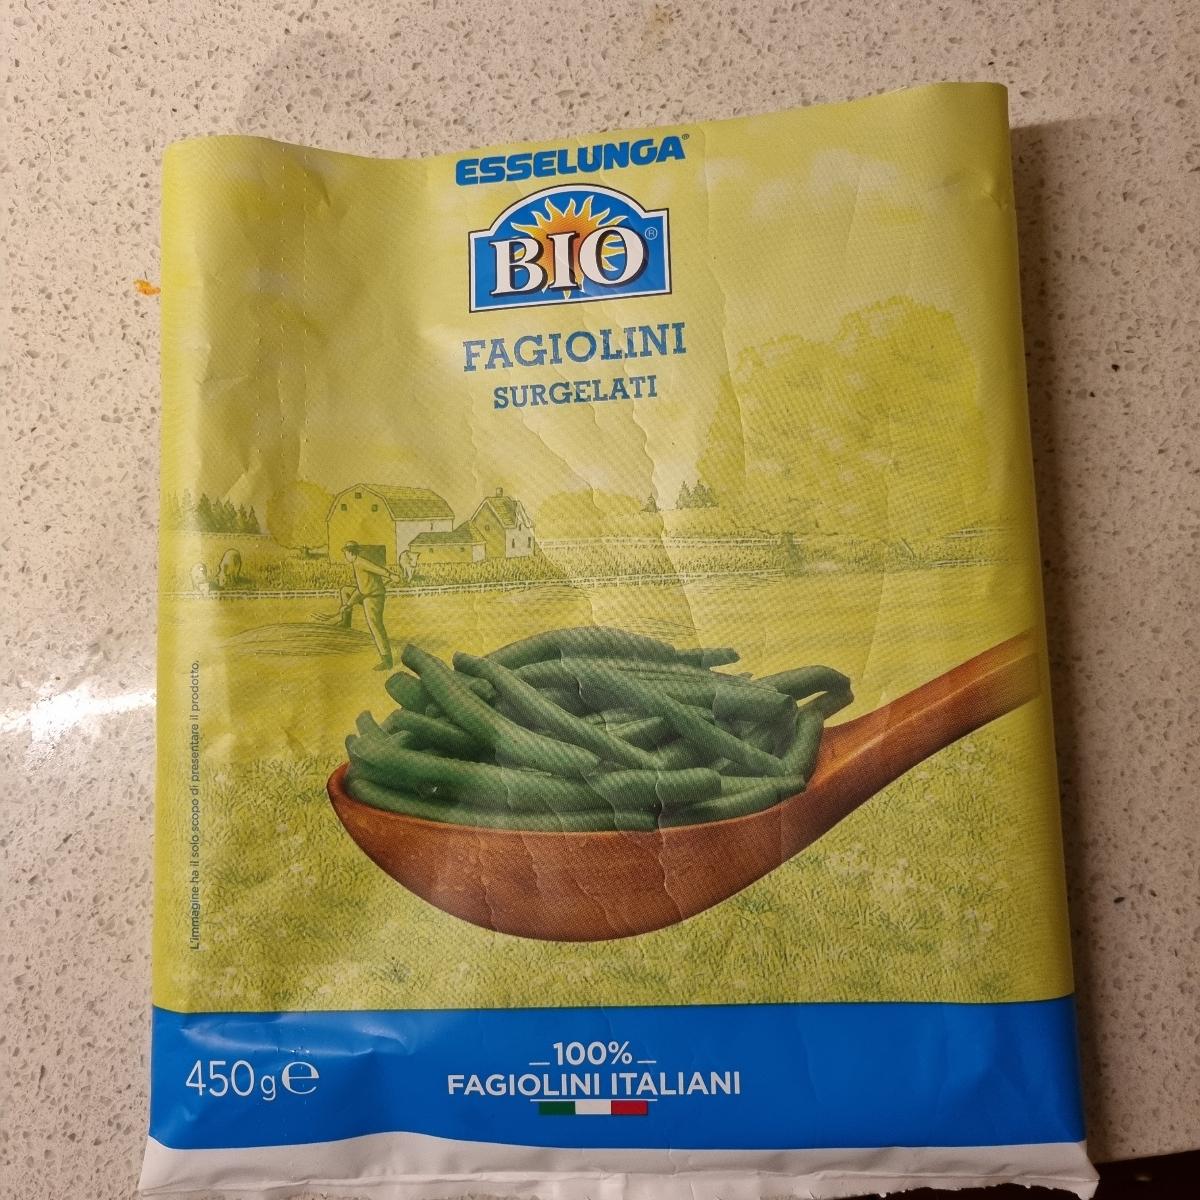 ESSELUNGA®
BIO®
FAGIOLINI
SURGELATI
L'immagine ha il solo scopo di presentare il prodotto.
450g℮
100%
FAGIOLINI ITALIANI